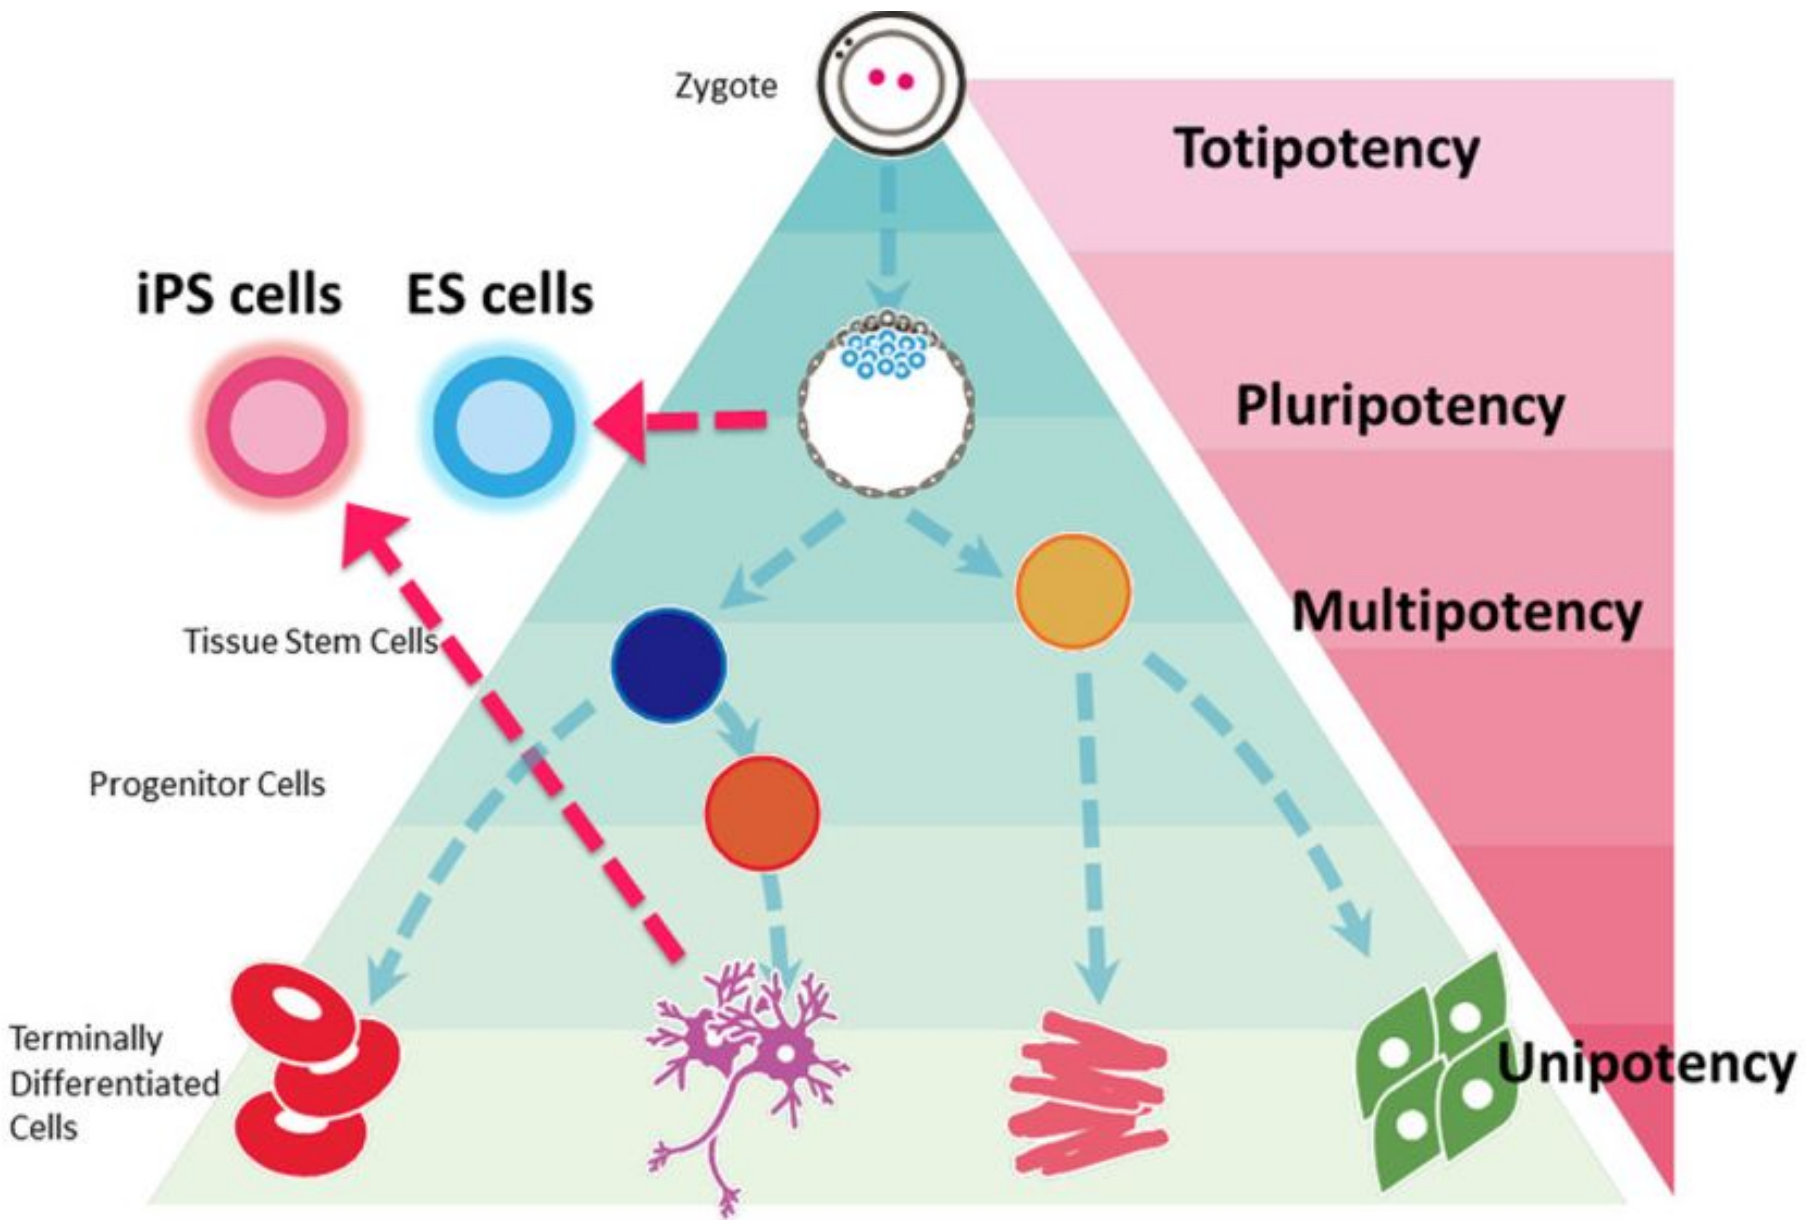 Zygote
Totipotency
iPS cells
ES cells
Pluripotency
Multipotency
Tissue Stem Cells
Progenitor Cells
Terminally
Differentiated
Cells
Unipotency